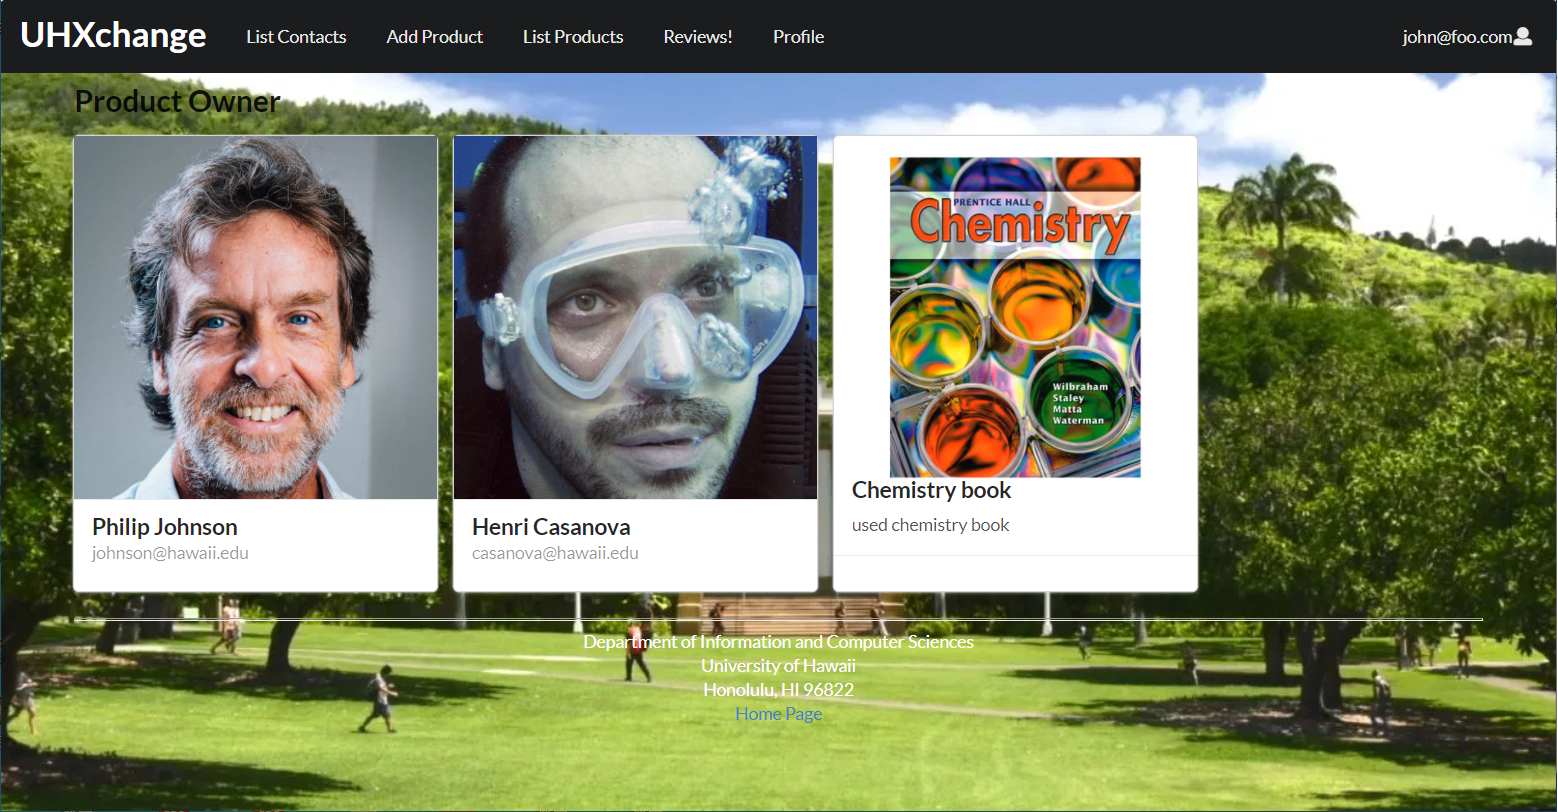 UHXchange List Contacts Add Product List Products Reviews! Profile john@foo.com
Product Owner
Philip Johnson
johnson@hawaii.edu
Henri Casanova
casanova@hawaii.edu
PRENTICE HALL
Chemistry
Wilbraham
Staley
Matta
Waterman
Chemistry book
used chemistry book
Department of Information and Computer Sciences
University of Hawaii
Honolulu, HI 96822
Home Page